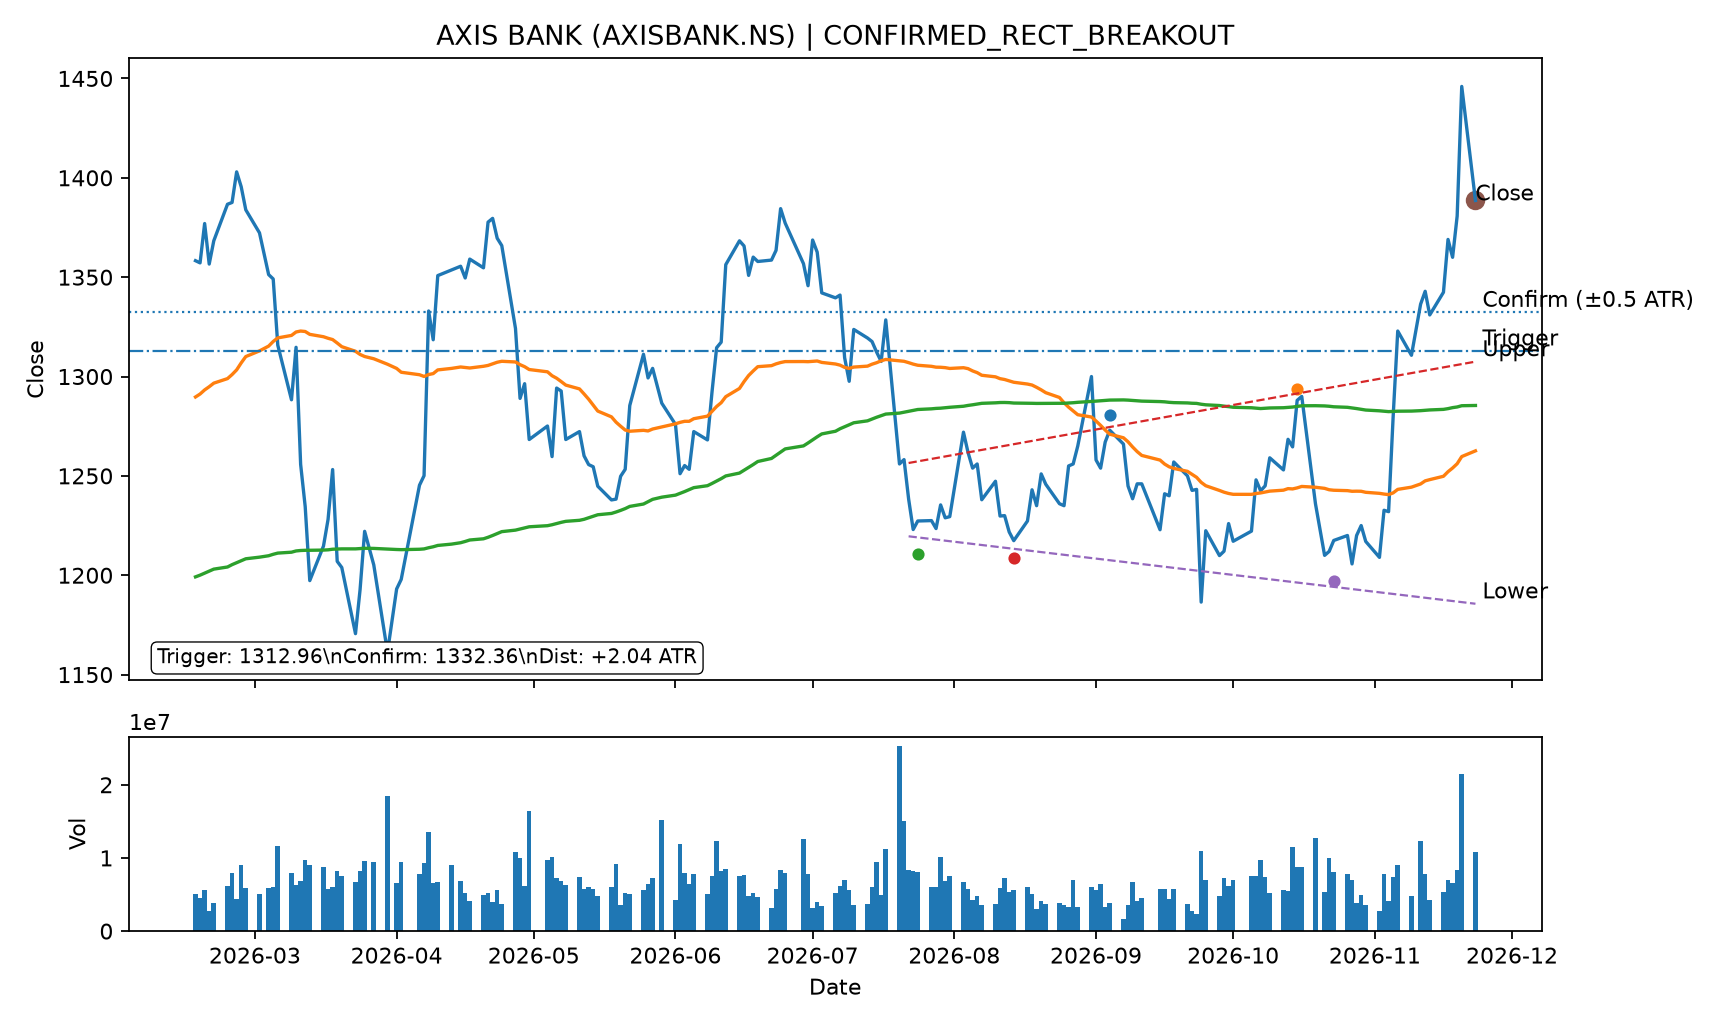 AXIS BANK (AXISBANK.NS) | CONFIRMED_RECT_BREAKOUT
1450
1400
1350
1300
1250
1200
1150
Close
Close
Confirm (±0.5 ATR)
Trigger
Upper
Lower
Trigger: 1312.96\nConfirm: 1332.36\nDist: +2.04 ATR
1e7
2
1
0
Vol
2026-03 2026-04 2026-05 2026-06 2026-07 2026-08 2026-09 2026-10 2026-11 2026-12
Date